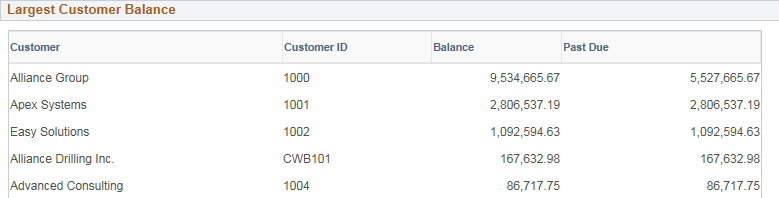 Largest Customer Balance
Customer Customer ID Balance Past Due
Alliance Group 1000 9,534,665.67 5,527,665.67
Apex Systems 1001 2,806,537.19 2,806,537.19
Easy Solutions 1002 1,092,594.63 1,092,594.63
Alliance Drilling Inc. CWB101 167,632.98 167,632.98
Advanced Consulting 1004 86,717.75 86,717.75